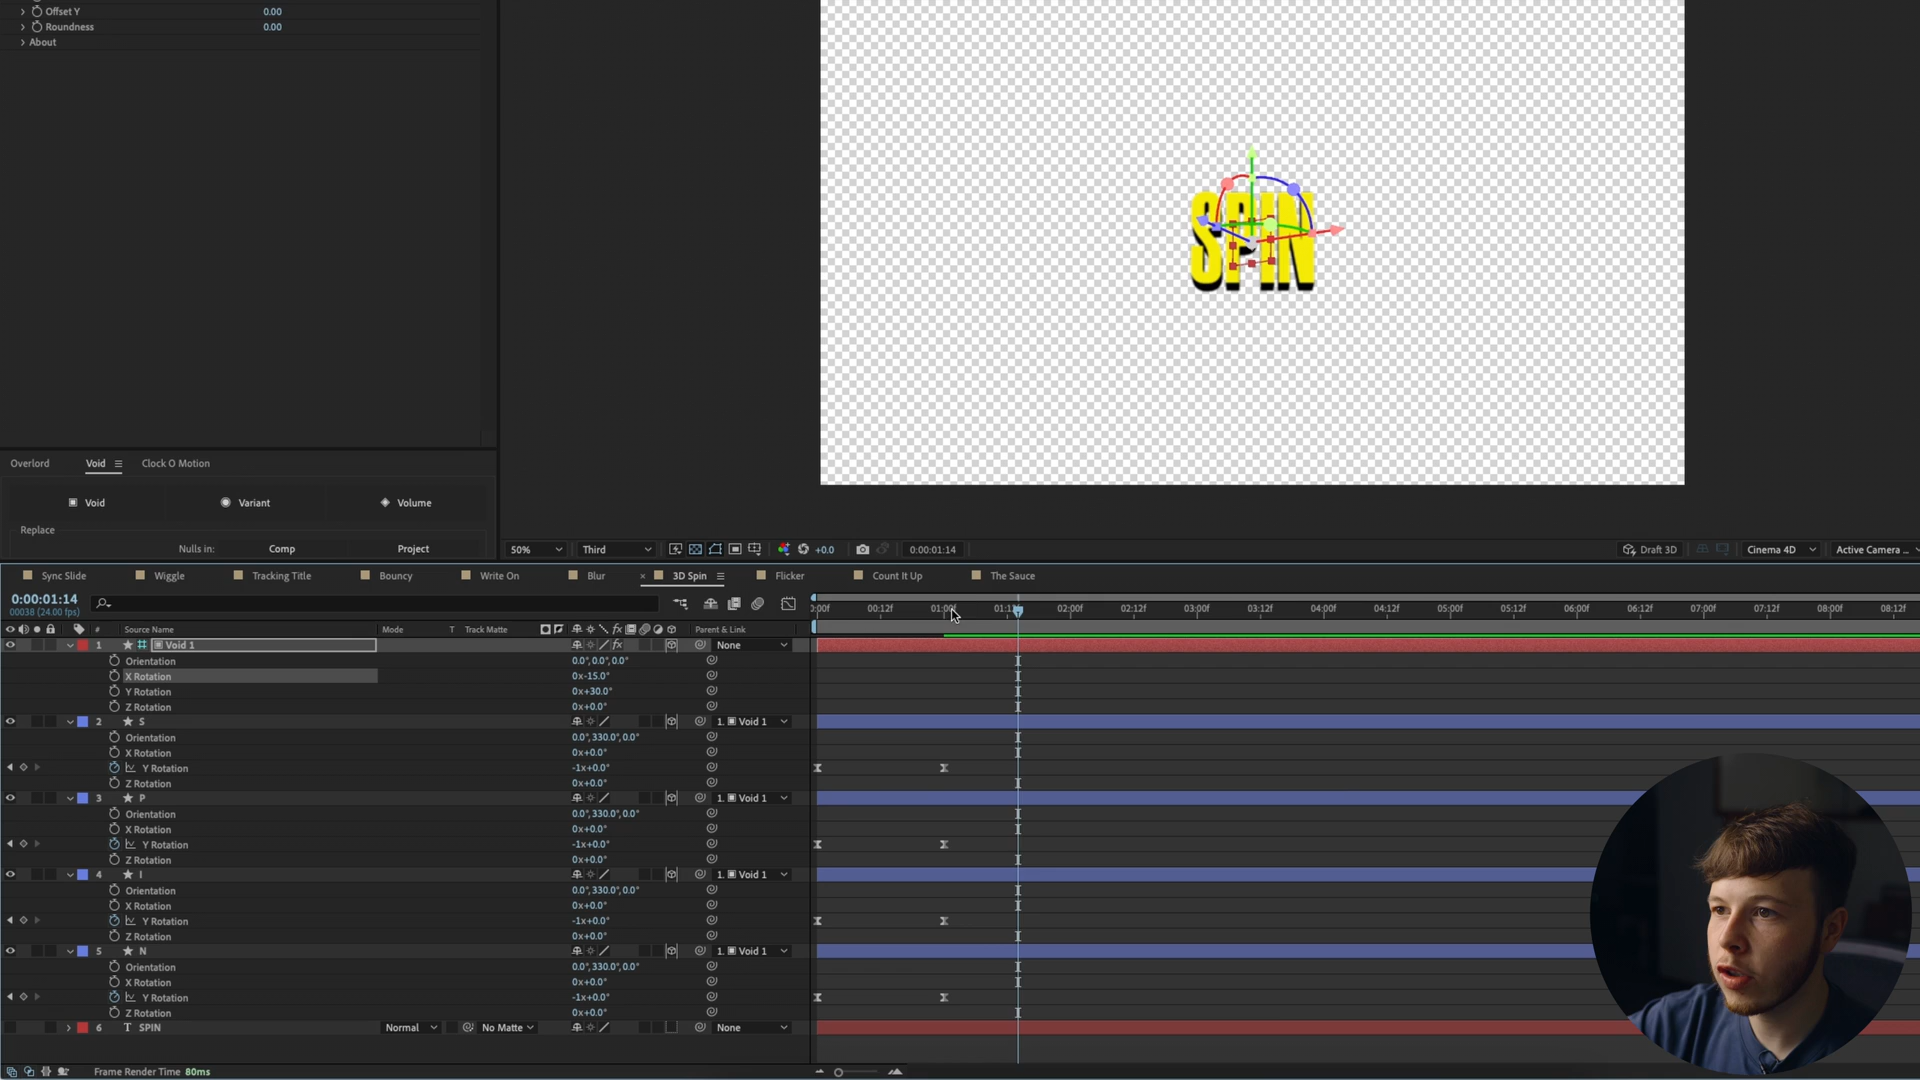 Offset Y 0.00
Roundness 0.00
About
SPIN
Overlord Void Clock O Motion
Void Variant Volume
Replace
Nulls in: Comp Project
50% Third +0.0 0:00:01:14 Draft 3D Cinema 4D Active Camera ...
Sync Slide Wiggle Tracking Title Bouncy Write On Blur × 3D Spin Flicker Count It Up The Sauce
0:00:01:14
00038 (24.00 fps)
:00f 00:12f 01:00f 01:12f 02:00f 02:12f 03:00f 03:12f 04:00f 04:12f 05:00f 05:12f 06:00f 06:12f 07:00f 07:12f 08:00f 08:12f
# Source Name Mode T Track Matte fx Parent & Link
1 Void 1 fx None
Orientation 0.0°, 0.0°, 0.0°
X Rotation 0x-15.0°
Y Rotation 0x+30.0°
Z Rotation 0x+0.0°
2 S 1. Void 1
Orientation 0.0°, 330.0°, 0.0°
X Rotation 0x+0.0°
Y Rotation -1x+0.0°
Z Rotation 0x+0.0°
3 P 1. Void 1
Orientation 0.0°, 330.0°, 0.0°
X Rotation 0x+0.0°
Y Rotation -1x+0.0°
Z Rotation 0x+0.0°
4 I 1. Void 1
Orientation 0.0°, 330.0°, 0.0°
X Rotation 0x+0.0°
Y Rotation -1x+0.0°
Z Rotation 0x+0.0°
5 N 1. Void 1
Orientation 0.0°, 330.0°, 0.0°
X Rotation 0x+0.0°
Y Rotation -1x+0.0°
Z Rotation 0x+0.0°
6 T SPIN Normal No Matte None
Frame Render Time 80ms